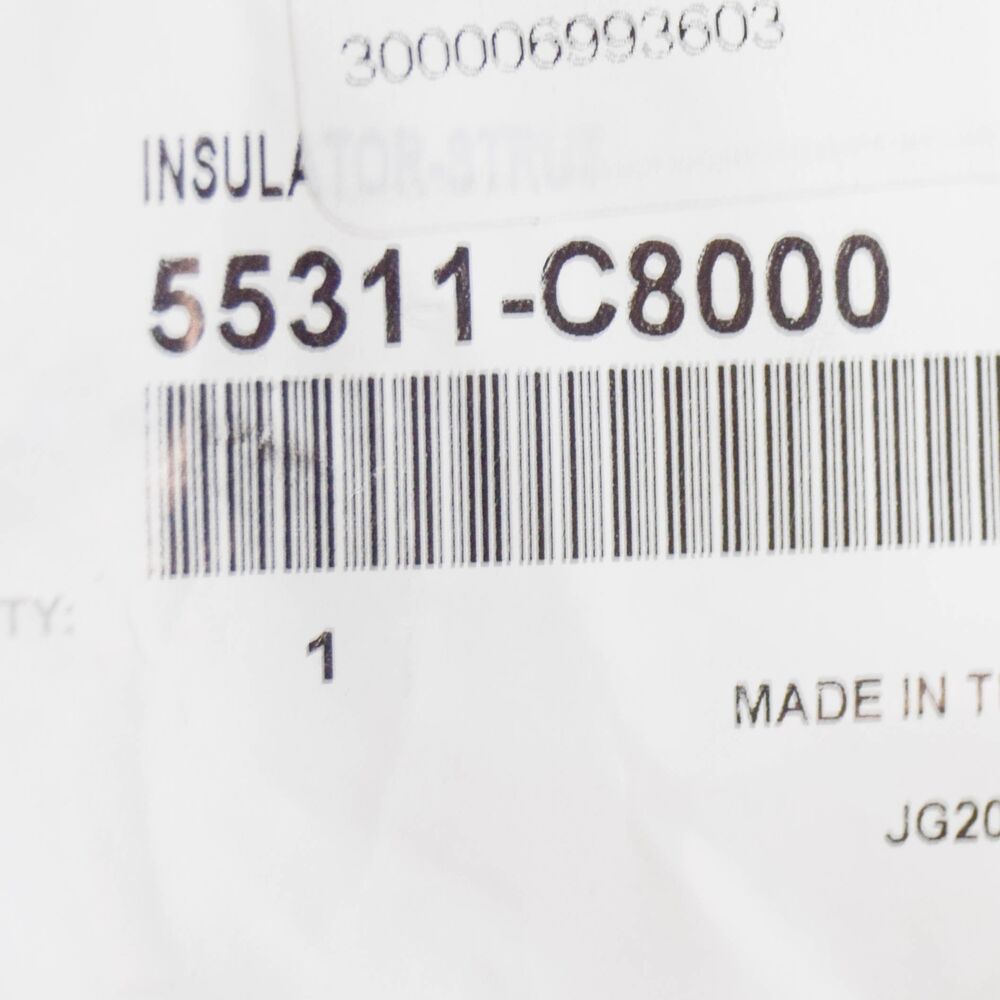 300006993603
INSULATOR-STRUT
55311-C8000
TY:
1
MADE IN T
JG20